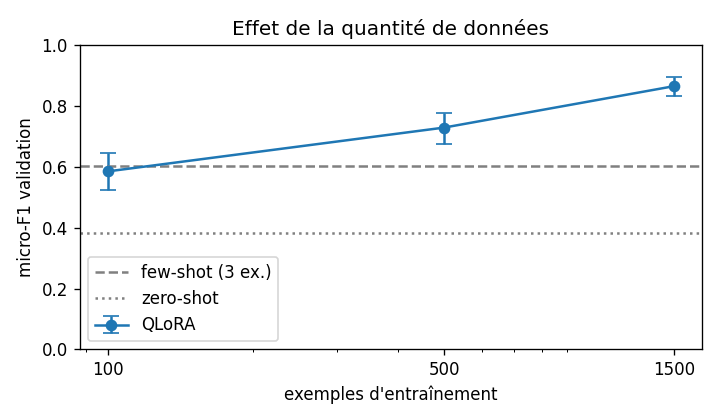 Effet de la quantité de données
micro-F1 validation
1.0
0.8
0.6
0.4
0.2
0.0
few-shot (3 ex.)
zero-shot
QLoRA
100
500
1500
exemples d'entraînement